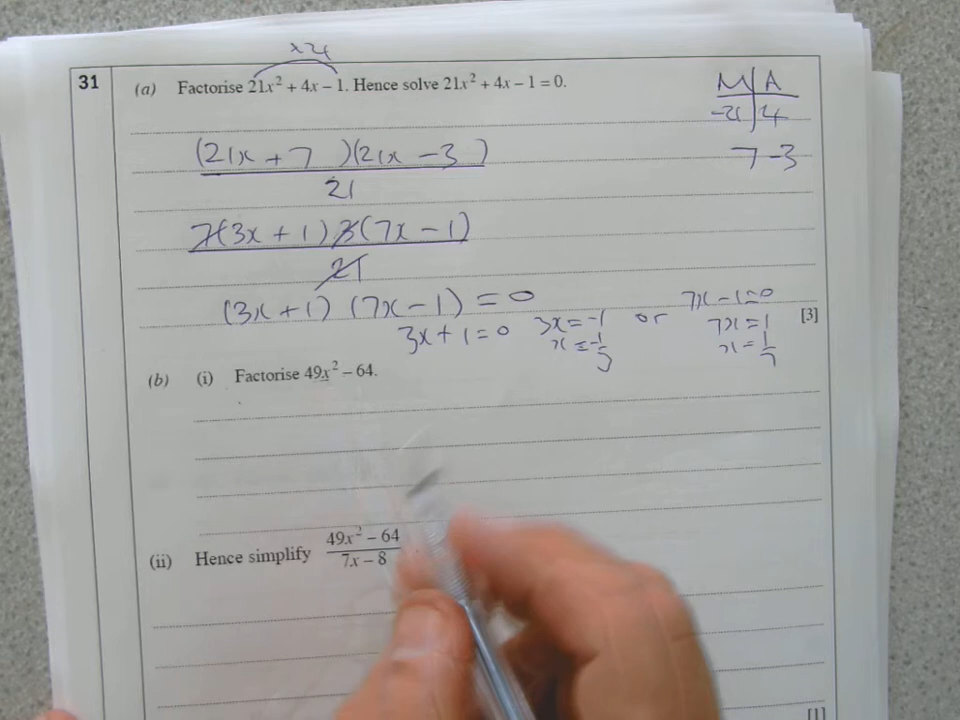 x21
31
(a) Factorise 21x² + 4x − 1. Hence solve 21x² + 4x − 1 = 0.
M A
-21 4
7 -3
(21x + 7 )(21x - 3 )
21
7(3x + 1) 3(7x - 1)
21
(3x + 1) (7x - 1) = 0
3x + 1 = 0 3x = -1 or 7x - 1 = 0
x = -1/3 7x = 1
x = 1/7
[3]
(b) (i) Factorise 49x² − 64.
(ii) Hence simplify
49x² − 64
7x − 8
[1]